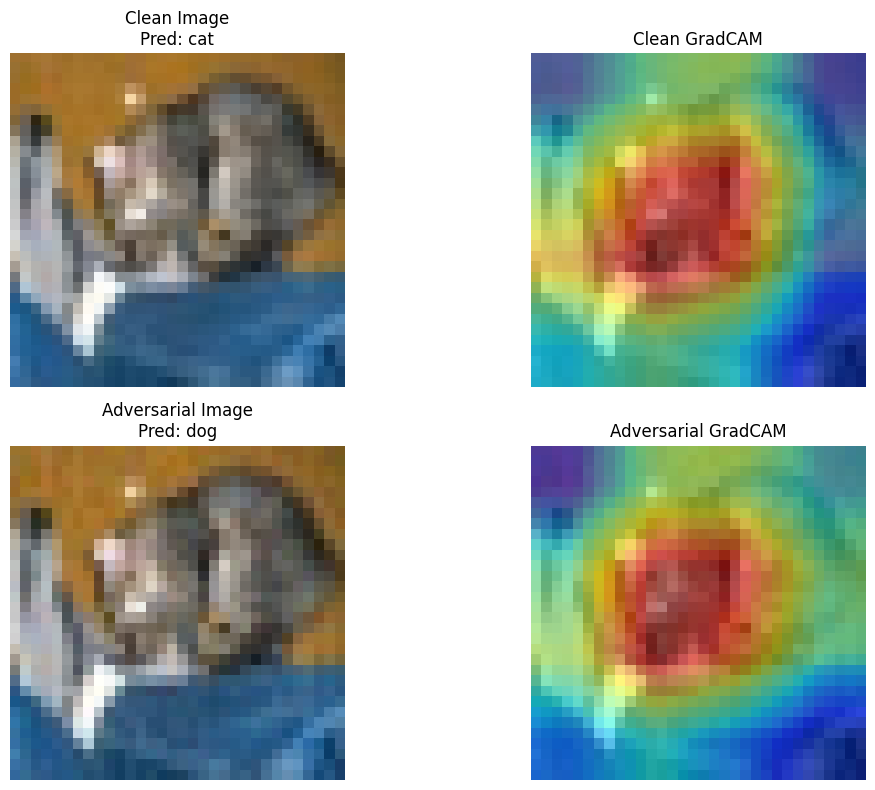 Clean Image
Pred: cat
Clean GradCAM
Adversarial Image
Pred: dog
Adversarial GradCAM